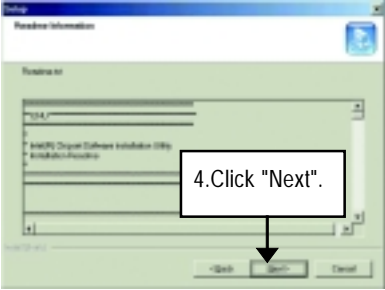 Setup
Readme Information
Readme.txt
* Intel(R) Chipset Software Installation Utility
* Installation Readme
4.Click "Next".
<Back
Next>
Cancel